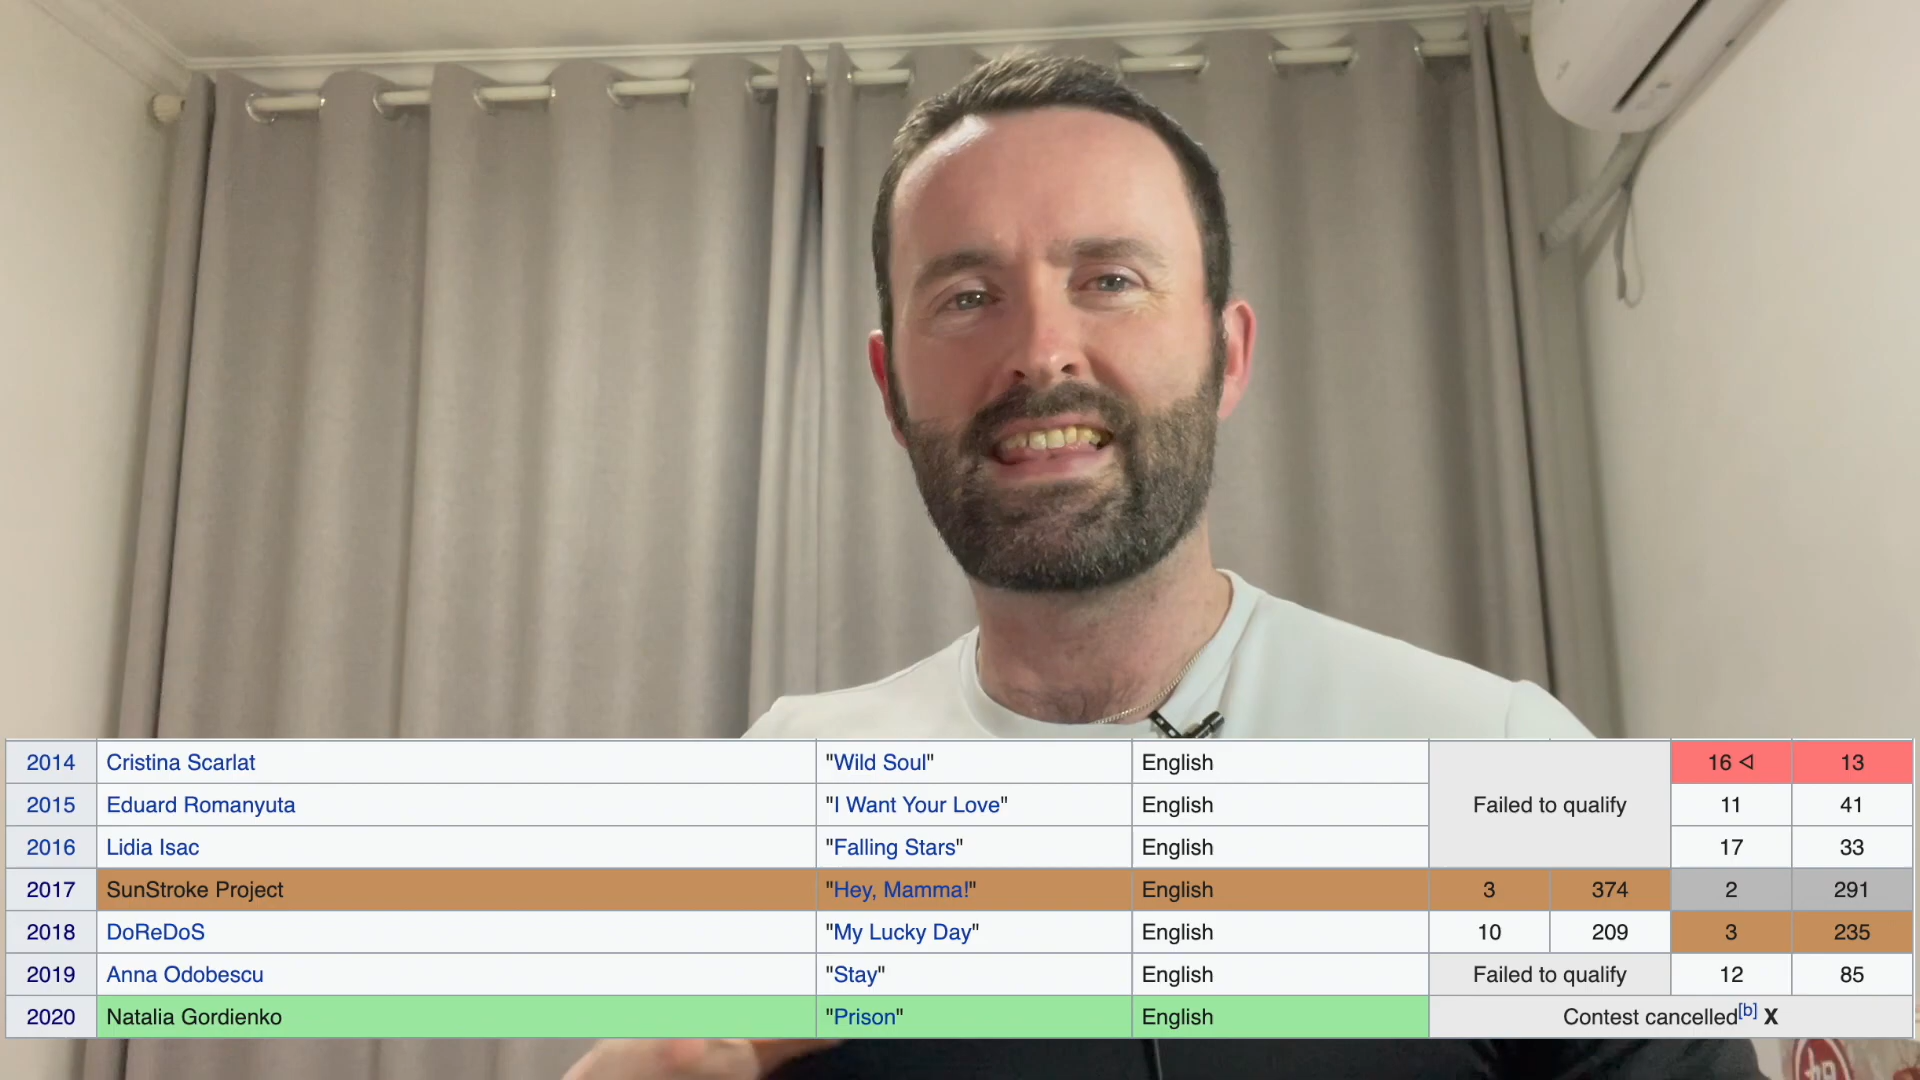 2014 Cristina Scarlat "Wild Soul" English Failed to qualify 16 ◁ 13
2015 Eduard Romanyuta "I Want Your Love" English 11 41
2016 Lidia Isac "Falling Stars" English 17 33
2017 SunStroke Project "Hey, Mamma!" English 3 374 2 291
2018 DoReDoS "My Lucky Day" English 10 209 3 235
2019 Anna Odobescu "Stay" English Failed to qualify 12 85
2020 Natalia Gordienko "Prison" English Contest cancelled[b] X